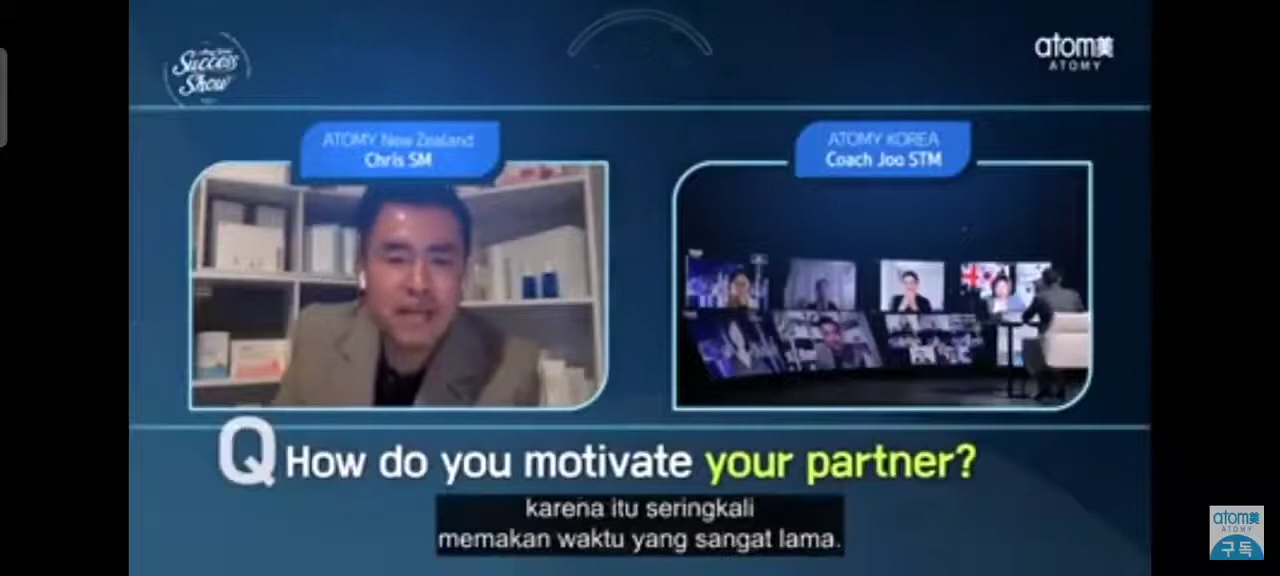 Success
Show
atom美
ATOMY
ATOMY New Zealand
Chris SM
ATOMY KOREA
Coach Joo STM
Q How do you motivate your partner?
karena itu seringkali
memakan waktu yang sangat lama.
atom美
ATOMY
구독